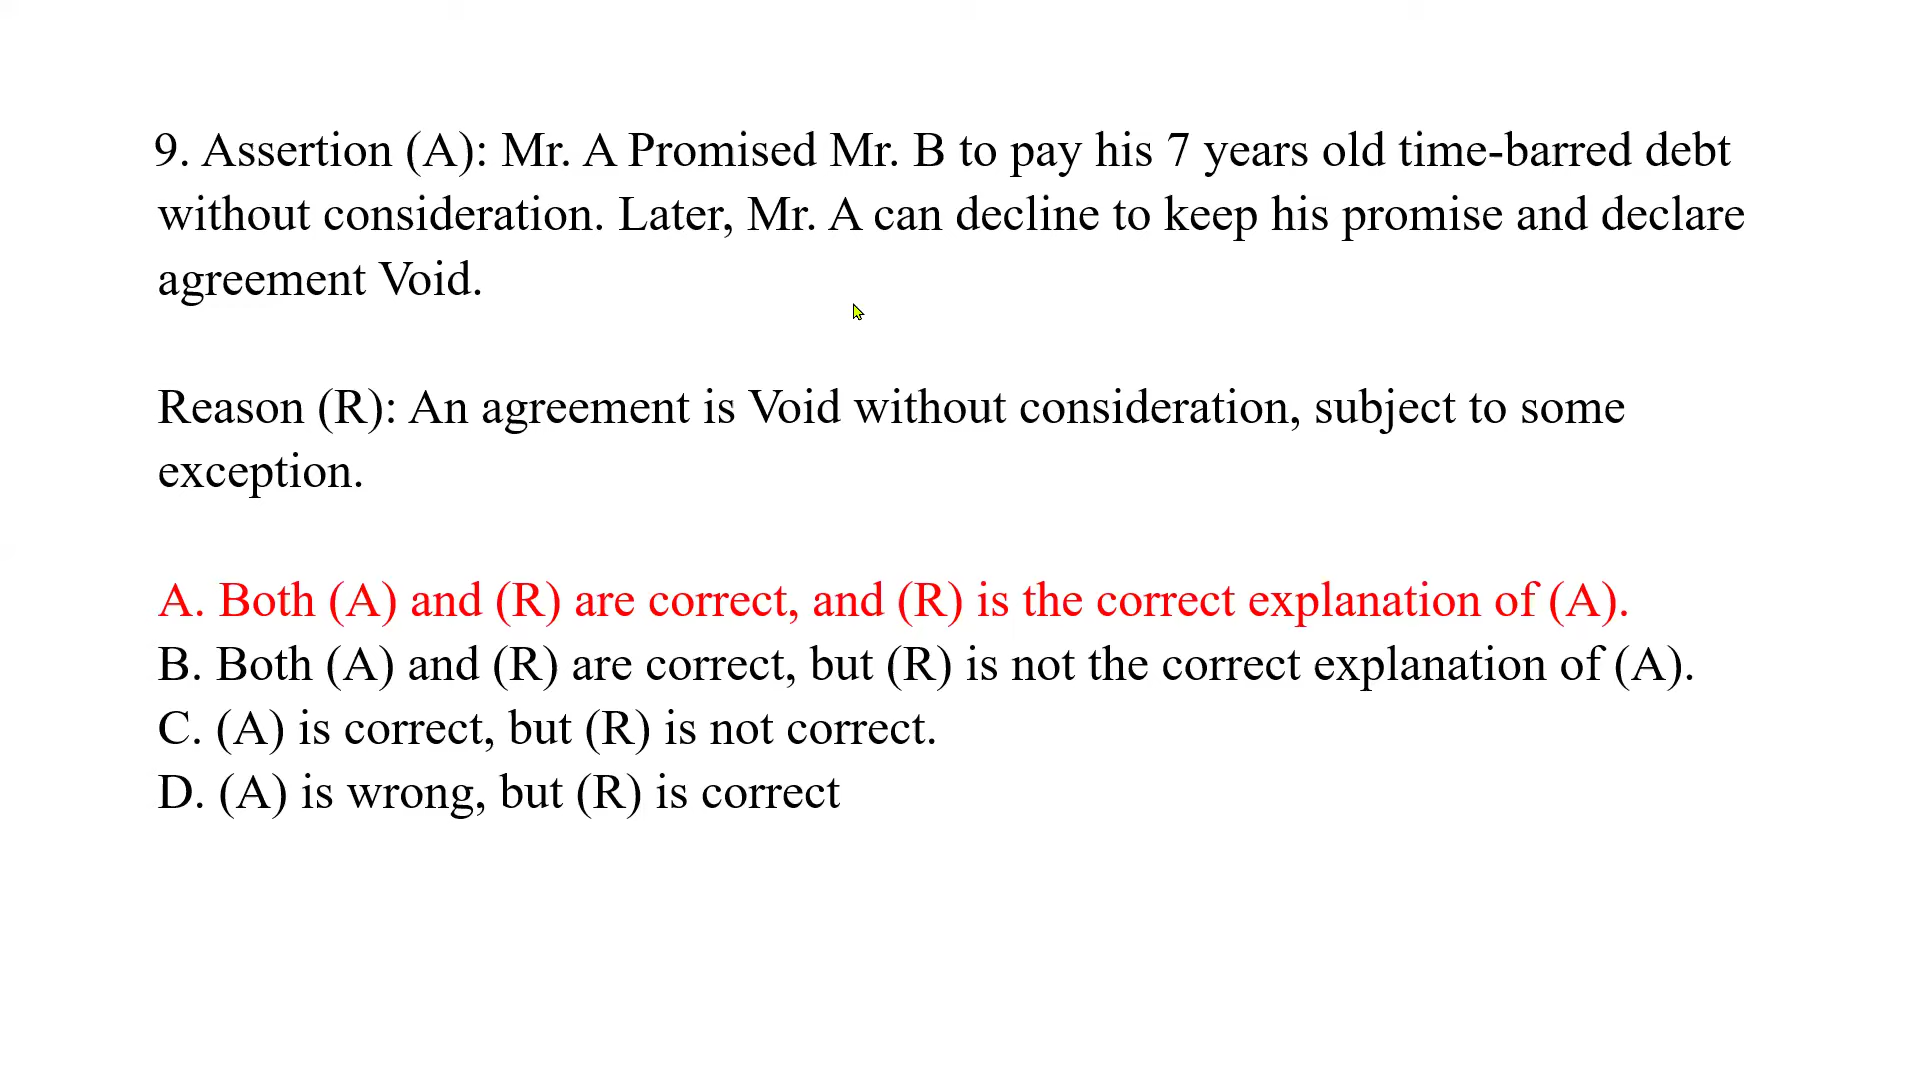 9. Assertion (A): Mr. A Promised Mr. B to pay his 7 years old time-barred debt
without consideration. Later, Mr. A can decline to keep his promise and declare
agreement Void.
Reason (R): An agreement is Void without consideration, subject to some
exception.
A. Both (A) and (R) are correct, and (R) is the correct explanation of (A).
B. Both (A) and (R) are correct, but (R) is not the correct explanation of (A).
C. (A) is correct, but (R) is not correct.
D. (A) is wrong, but (R) is correct